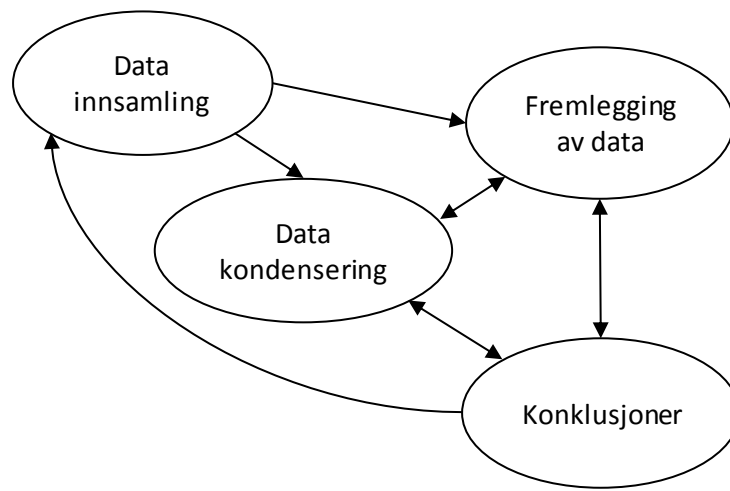 Data
innsamling
Fremlegging
av data
Data
kondensering
Konklusjoner